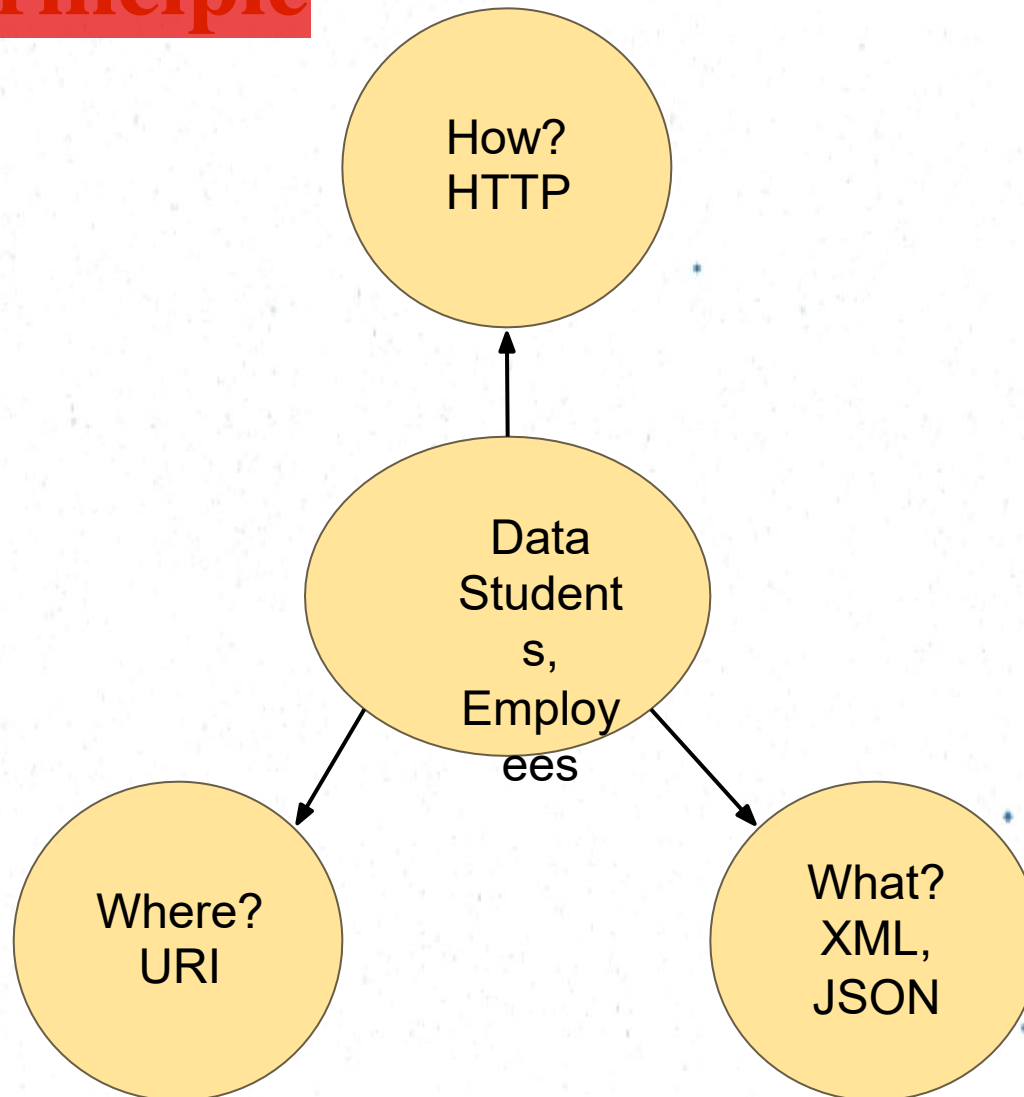 How?
HTTP
Data
Student
s,
Employ
ees
Where?
URI
What?
XML,
JSON